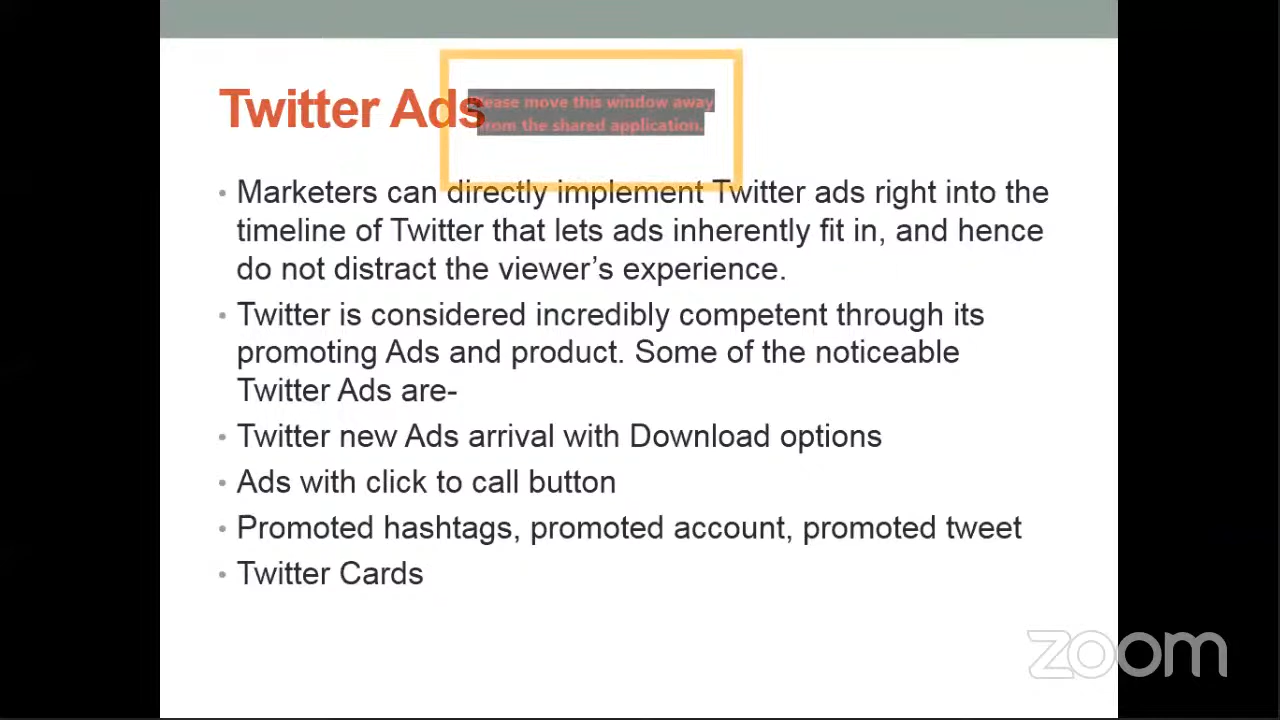 Twitter Ads
Please move this window away
from the shared application.
• Marketers can directly implement Twitter ads right into the
timeline of Twitter that lets ads inherently fit in, and hence
do not distract the viewer’s experience.
• Twitter is considered incredibly competent through its
promoting Ads and product. Some of the noticeable
Twitter Ads are-
• Twitter new Ads arrival with Download options
• Ads with click to call button
• Promoted hashtags, promoted account, promoted tweet
• Twitter Cards
zoom